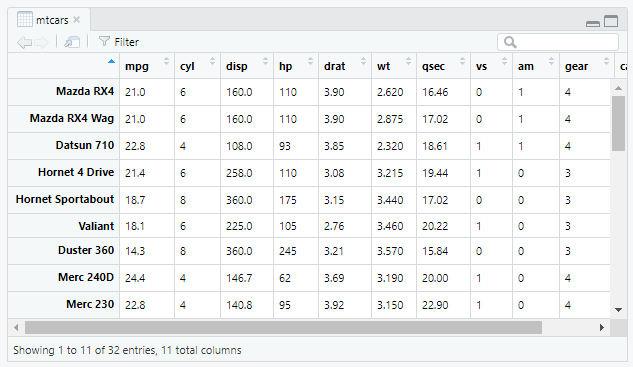 mtcars
Filter
mpg cyl disp hp drat wt qsec vs am gear ca
Mazda RX4 21.0 6 160.0 110 3.90 2.620 16.46 0 1 4
Mazda RX4 Wag 21.0 6 160.0 110 3.90 2.875 17.02 0 1 4
Datsun 710 22.8 4 108.0 93 3.85 2.320 18.61 1 1 4
Hornet 4 Drive 21.4 6 258.0 110 3.08 3.215 19.44 1 0 3
Hornet Sportabout 18.7 8 360.0 175 3.15 3.440 17.02 0 0 3
Valiant 18.1 6 225.0 105 2.76 3.460 20.22 1 0 3
Duster 360 14.3 8 360.0 245 3.21 3.570 15.84 0 0 3
Merc 240D 24.4 4 146.7 62 3.69 3.190 20.00 1 0 4
Merc 230 22.8 4 140.8 95 3.92 3.150 22.90 1 0 4
Showing 1 to 11 of 32 entries, 11 total columns